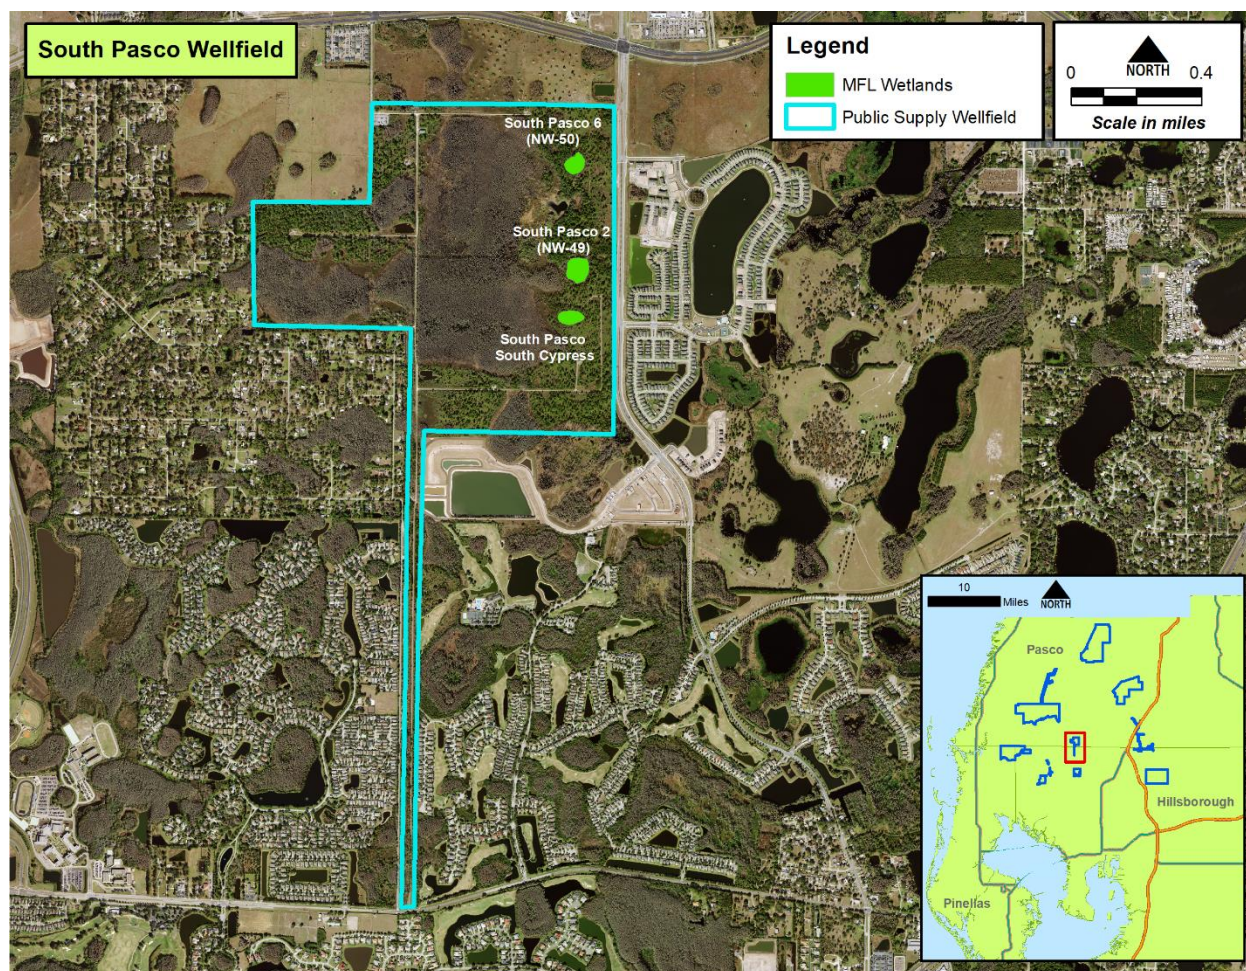 South Pasco Wellfield
Legend
MFL Wetlands
Public Supply Wellfield
NORTH
0 0.4
Scale in miles
South Pasco 6
(NW-50)
South Pasco 2
(NW-49)
South Pasco
South Cypress
10
Miles
NORTH
Pasco
Hillsborough
Pinellas